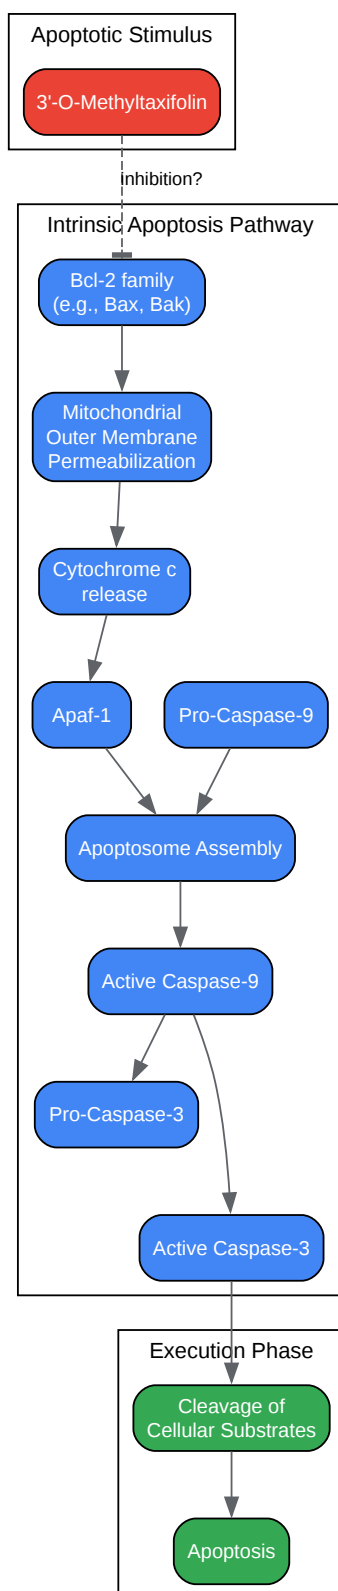 Apoptotic Stimulus
3'-O-Methyltaxifolin
inhibition?
Intrinsic Apoptosis Pathway
Bcl-2 family
(e.g., Bax, Bak)
Mitochondrial
Outer Membrane
Permeabilization
Cytochrome c
release
Apaf-1
Pro-Caspase-9
Apoptosome Assembly
Active Caspase-9
Pro-Caspase-3
Active Caspase-3
Execution Phase
Cleavage of
Cellular Substrates
Apoptosis